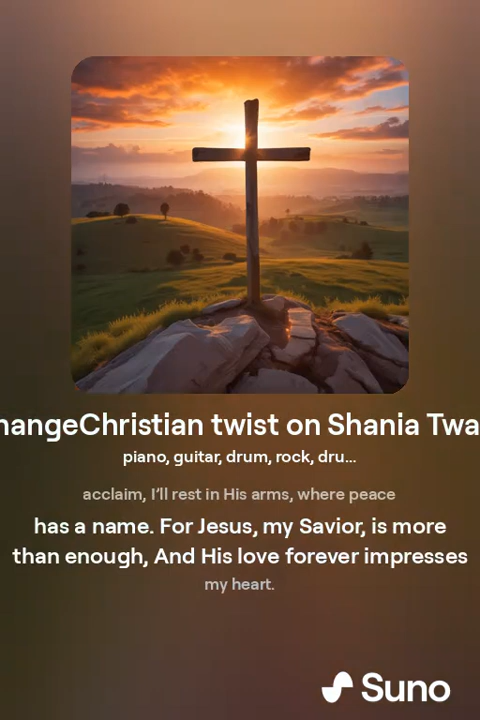 hangeChristian twist on Shania Twa
piano, guitar, drum, rock, dru...
acclaim, I'll rest in His arms, where peace
has a name. For Jesus, my Savior, is more
than enough, And His love forever impresses
my heart.
Suno